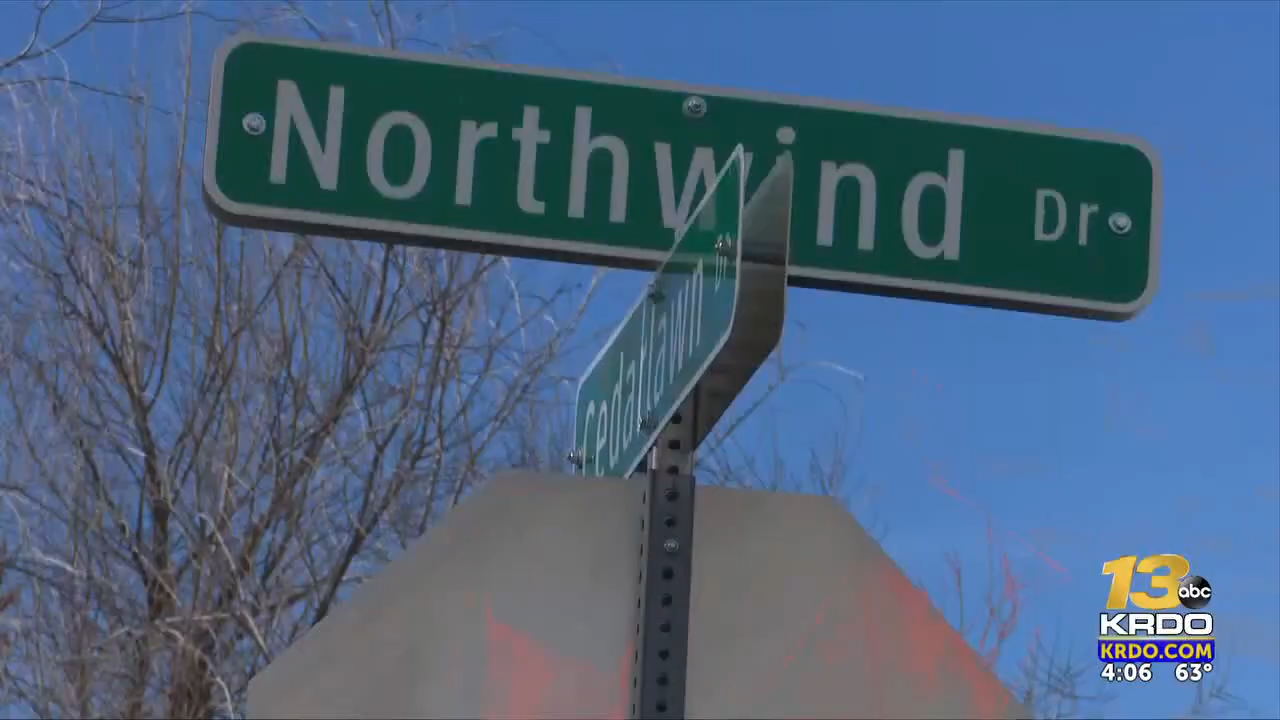 Northwind Dr
Cedarlawn Dr
13 abc
KRDO
KRDO.COM
4:06 63°